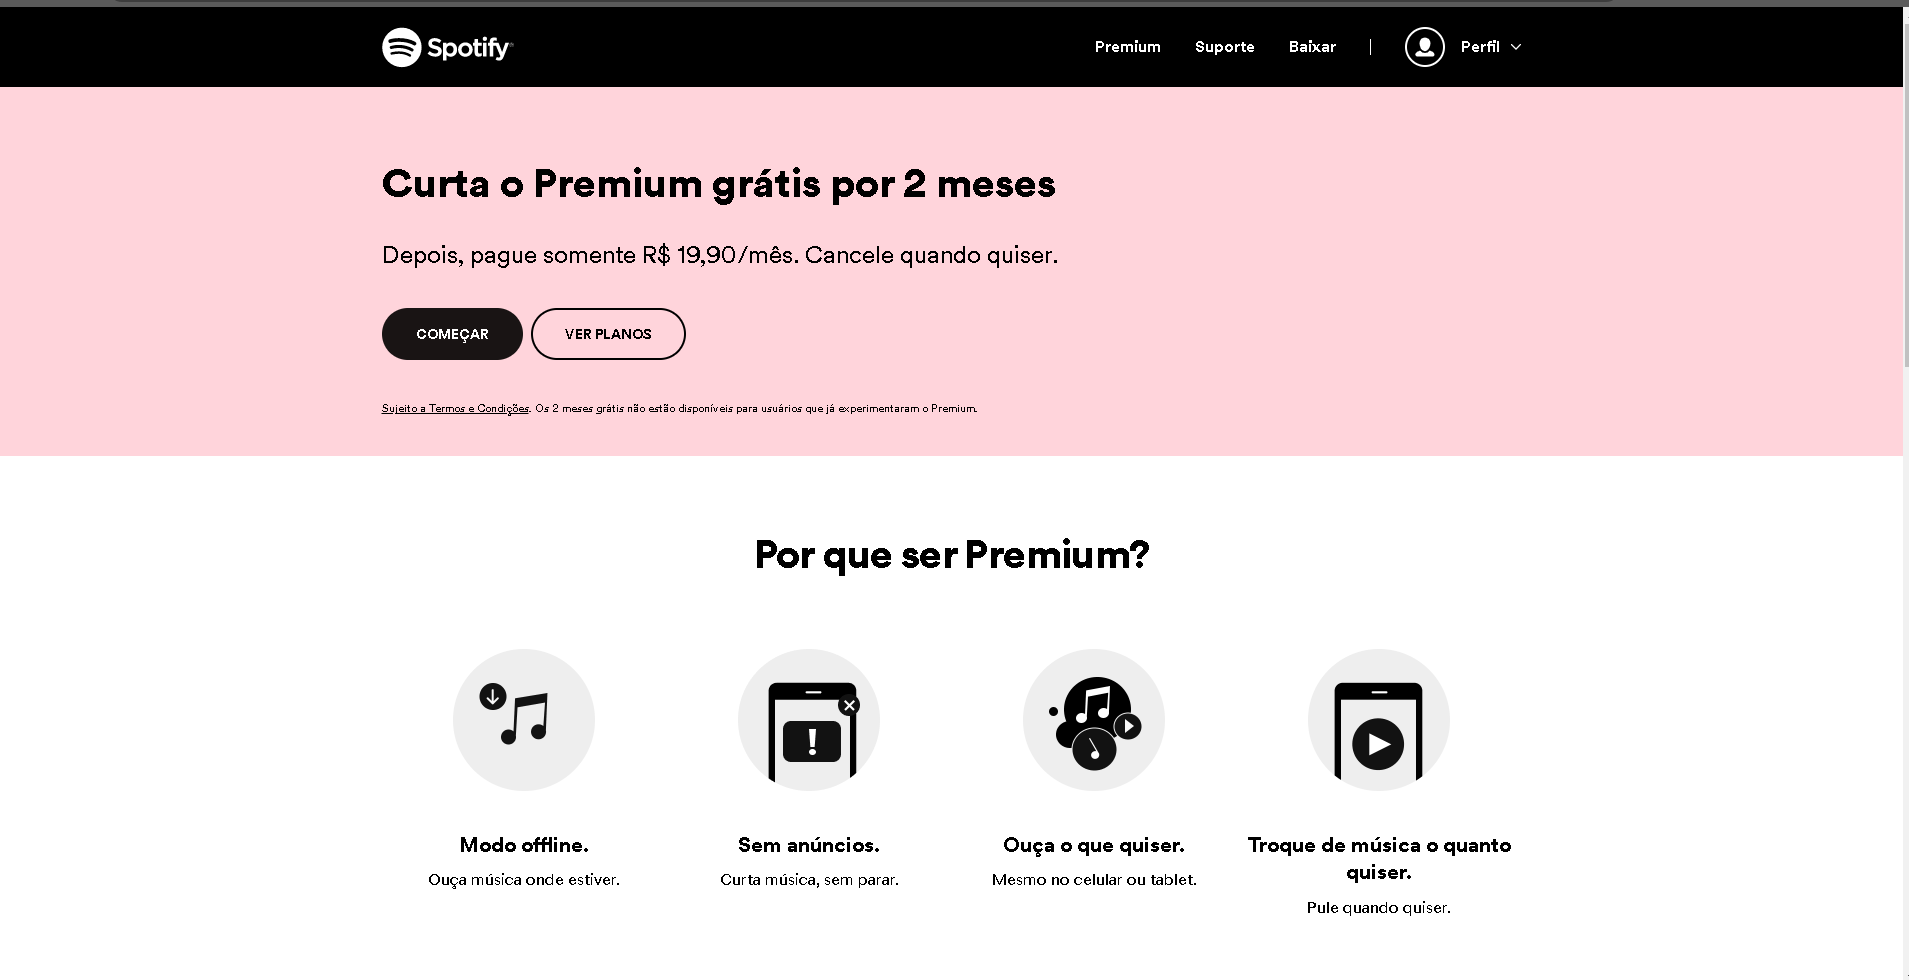 Spotify
Premium
Suporte
Baixar
Perfil
Curta o Premium grátis por 2 meses
Depois, pague somente R$ 19,90/mês. Cancele quando quiser.
COMEÇAR
VER PLANOS
Sujeito a Termos e Condições. Os 2 meses grátis não estão disponíveis para usuários que já experimentaram o Premium.
Por que ser Premium?
Modo offline.
Ouça música onde estiver.
Sem anúncios.
Curta música, sem parar.
Ouça o que quiser.
Mesmo no celular ou tablet.
Troque de música o quanto
quiser.
Pule quando quiser.